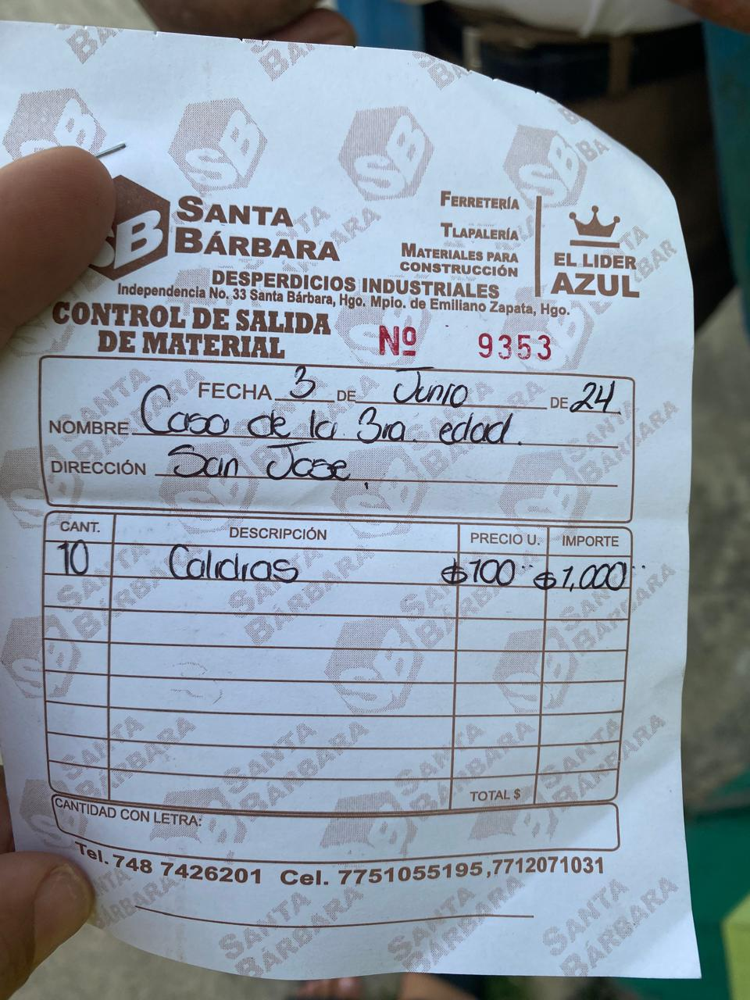 SANTA
BÁRBARA
FERRETERÍA
TLAPALERÍA
MATERIALES PARA
CONSTRUCCIÓN
EL LIDER
AZUL
DESPERDICIOS INDUSTRIALES
Independencia No. 33 Santa Bárbara, Hgo. Mpio. de Emiliano Zapata, Hgo.
CONTROL DE SALIDA
DE MATERIAL
Nº 9353
FECHA 3 DE Junio DE 24
NOMBRE Casa de la 3ra. edad.
DIRECCIÓN San Jose.
CANT. DESCRIPCIÓN PRECIO U. IMPORTE
10 Calidras $100 $1,000
TOTAL $
CANTIDAD CON LETRA:
Tel. 748 7426201 Cel. 7751055195,7712071031